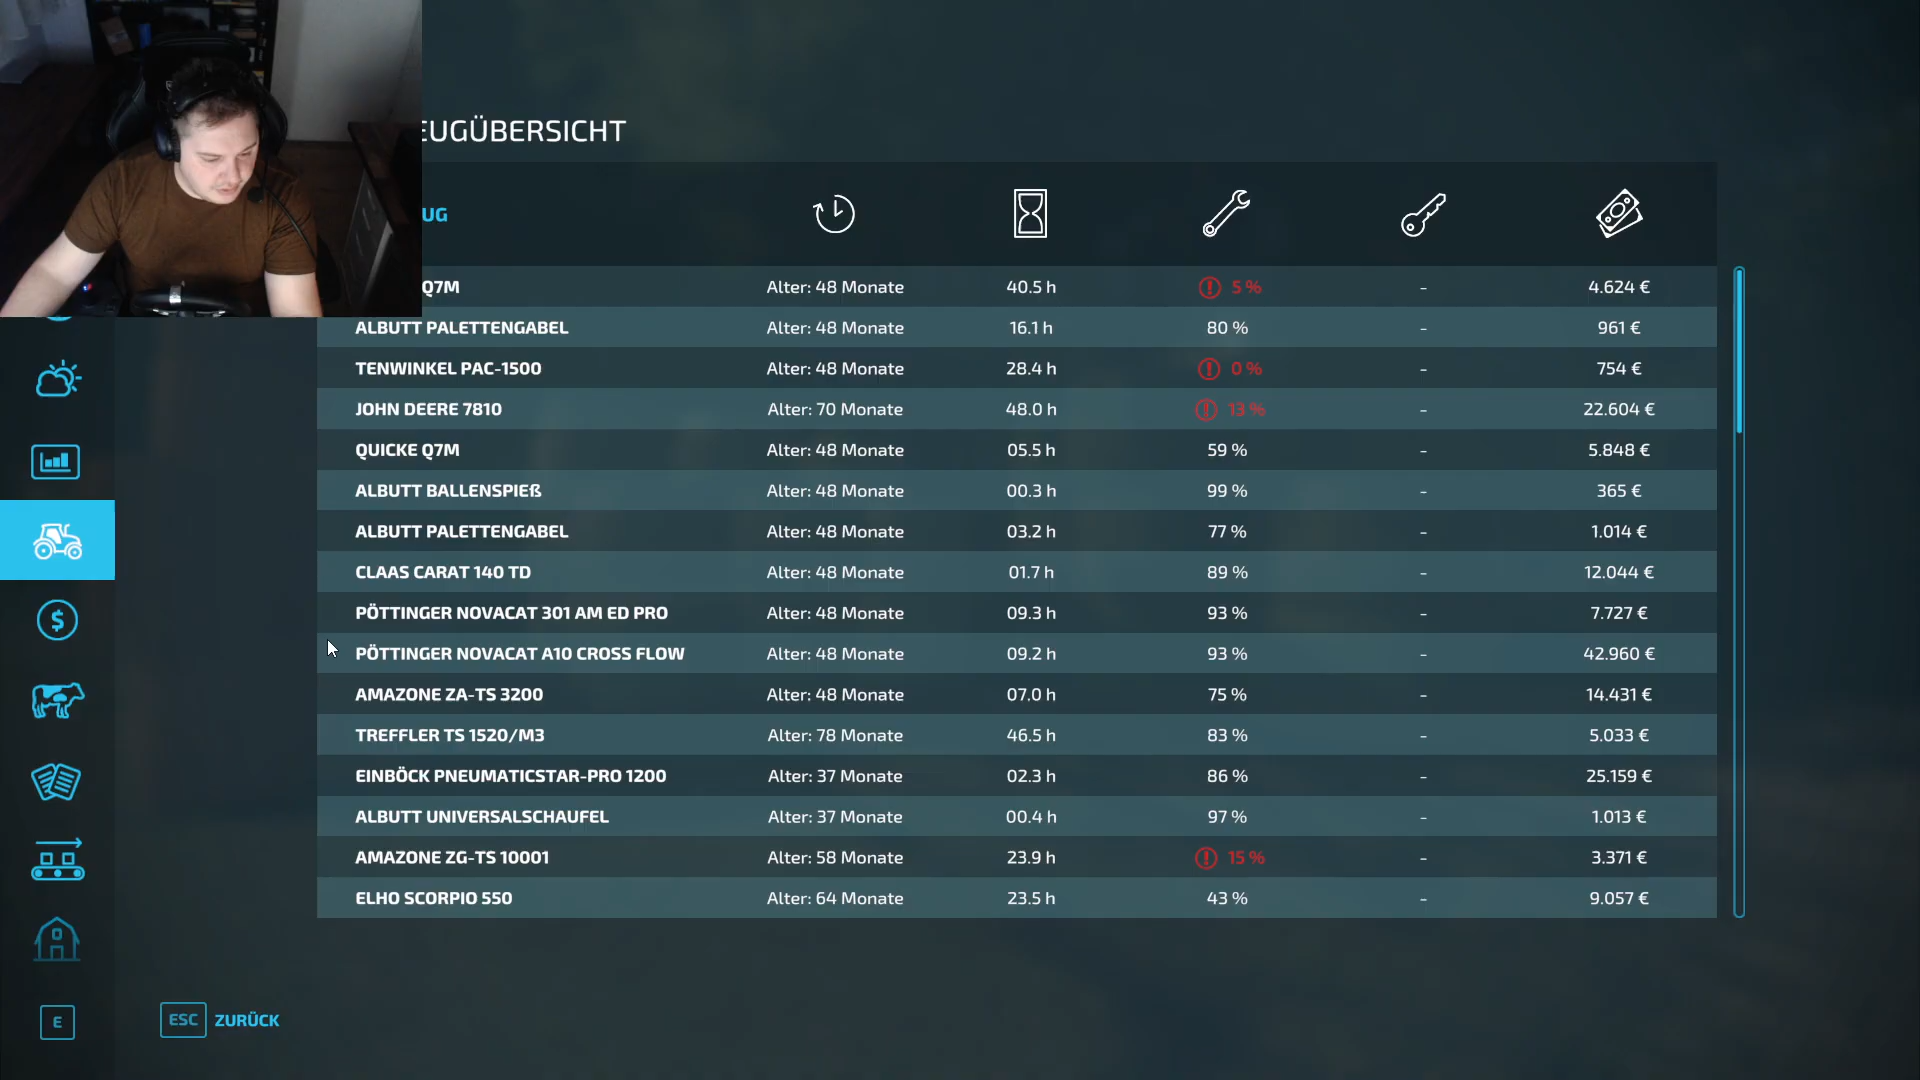 EUGÜBERSICHT
UG
Q7M Alter: 48 Monate 40.5 h 5 % - 4.624 €
ALBUTT PALETTENGABEL Alter: 48 Monate 16.1 h 80 % - 961 €
TENWINKEL PAC-1500 Alter: 48 Monate 28.4 h 0 % - 754 €
JOHN DEERE 7810 Alter: 70 Monate 48.0 h 13 % - 22.604 €
QUICKE Q7M Alter: 48 Monate 05.5 h 59 % - 5.848 €
ALBUTT BALLENSPIEß Alter: 48 Monate 00.3 h 99 % - 365 €
ALBUTT PALETTENGABEL Alter: 48 Monate 03.2 h 77 % - 1.014 €
CLAAS CARAT 140 TD Alter: 48 Monate 01.7 h 89 % - 12.044 €
PÖTTINGER NOVACAT 301 AM ED PRO Alter: 48 Monate 09.3 h 93 % - 7.727 €
PÖTTINGER NOVACAT A10 CROSS FLOW Alter: 48 Monate 09.2 h 93 % - 42.960 €
AMAZONE ZA-TS 3200 Alter: 48 Monate 07.0 h 75 % - 14.431 €
TREFFLER TS 1520/M3 Alter: 78 Monate 46.5 h 83 % - 5.033 €
EINBÖCK PNEUMATICSTAR-PRO 1200 Alter: 37 Monate 02.3 h 86 % - 25.159 €
ALBUTT UNIVERSALSCHAUFEL Alter: 37 Monate 00.4 h 97 % - 1.013 €
AMAZONE ZG-TS 10001 Alter: 58 Monate 23.9 h 15 % - 3.371 €
ELHO SCORPIO 550 Alter: 64 Monate 23.5 h 43 % - 9.057 €
E ESC ZURÜCK